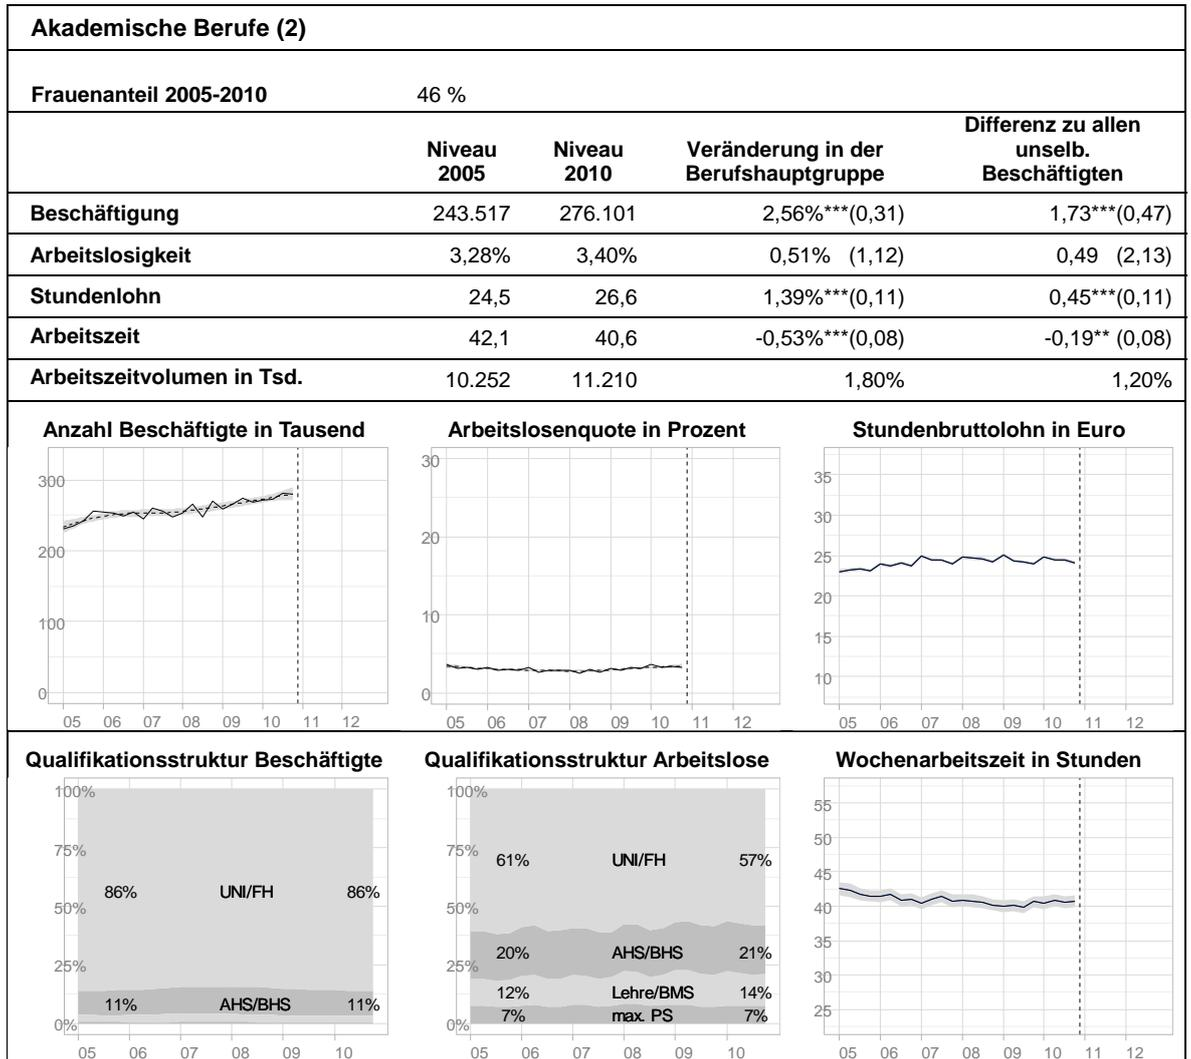 Akademische Berufe (2)
Frauenanteil 2005-2010 46 %
Niveau 2005 Niveau 2010 Veränderung in der Berufshauptgruppe Differenz zu allen unselb. Beschäftigten
Beschäftigung 243.517 276.101 2,56%***(0,31) 1,73***(0,47)
Arbeitslosigkeit 3,28% 3,40% 0,51% (1,12) 0,49 (2,13)
Stundenlohn 24,5 26,6 1,39%***(0,11) 0,45***(0,11)
Arbeitszeit 42,1 40,6 -0,53%***(0,08) -0,19** (0,08)
Arbeitszeitvolumen in Tsd. 10.252 11.210 1,80% 1,20%
Anzahl Beschäftigte in Tausend
300
200
100
0
05 06 07 08 09 10 11 12
Arbeitslosenquote in Prozent
30
20
10
0
05 06 07 08 09 10 11 12
Stundenbruttolohn in Euro
35
30
25
20
15
10
05 06 07 08 09 10 11 12
Qualifikationsstruktur Beschäftigte
100%
75%
86% UNI/FH 86%
50%
25%
11% AHS/BHS 11%
0%
05 06 07 08 09 10
Qualifikationsstruktur Arbeitslose
100%
75%
61% UNI/FH 57%
50%
20% AHS/BHS 21%
25%
12% Lehre/BMS 14%
7% max. PS 7%
0%
05 06 07 08 09 10
Wochenarbeitszeit in Stunden
55
50
45
40
35
30
25
05 06 07 08 09 10 11 12